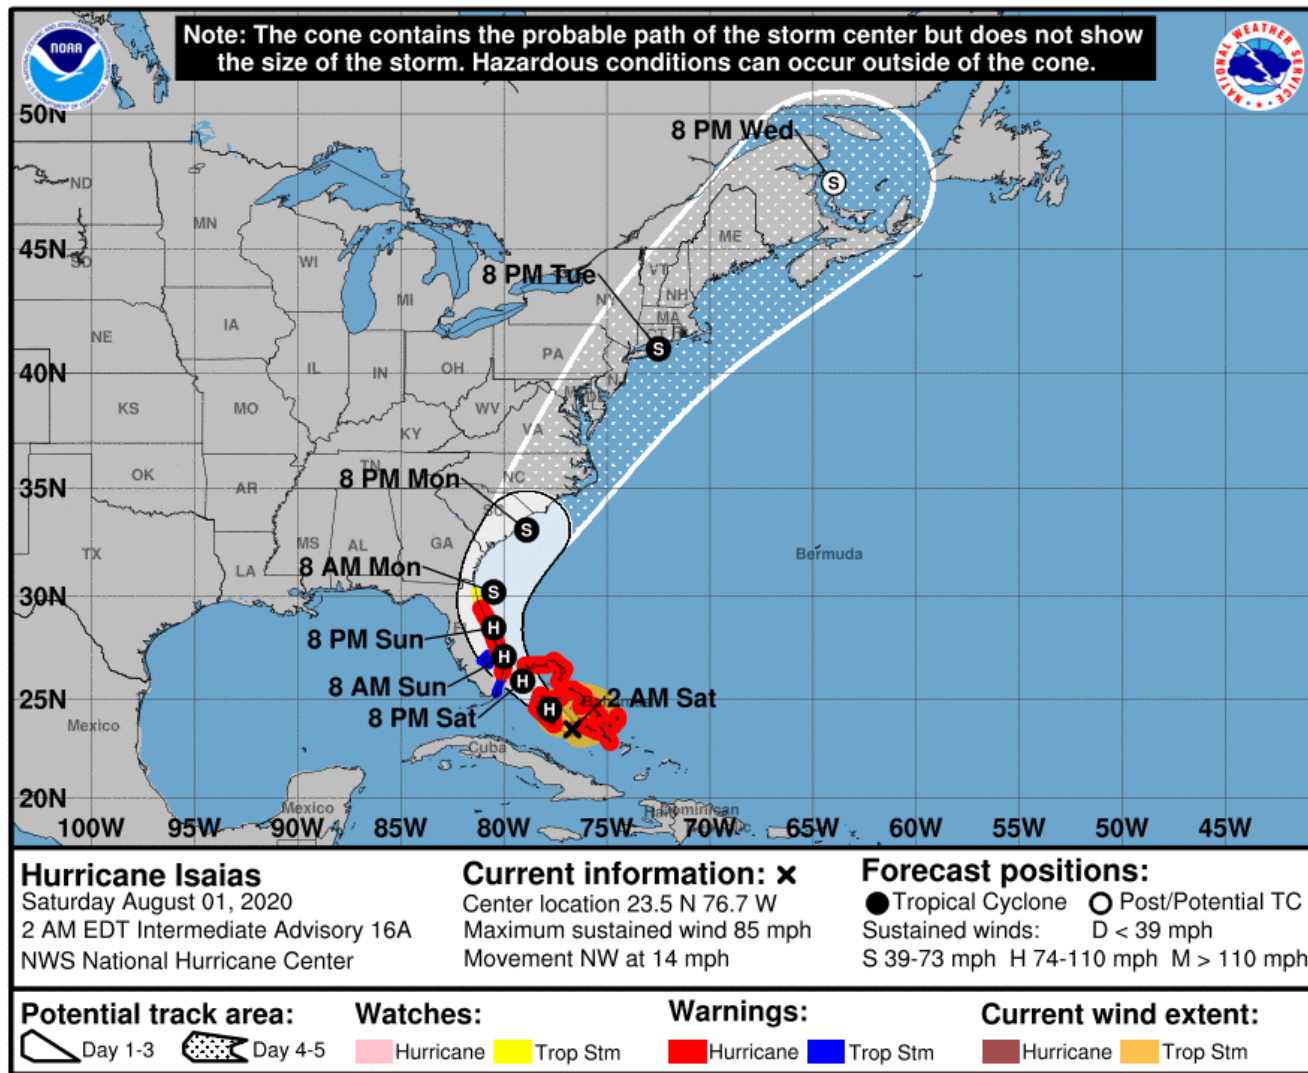 Note: The cone contains the probable path of the storm center but does not show
the size of the storm. Hazardous conditions can occur outside of the cone.
NOAA
50N
8 PM Wed
ND
MN
45N
SD
WI
ME
8 PM Tue
VT
MI
NY
NH
MA
NE
IA
CT
PA
40N
IL
IN
OH
NJ
KS
MO
WV
DE
KY
VA
OK
TN
NC
8 PM Mon
35N
AR
SC
TX
MS
AL
GA
Bermuda
LA
8 AM Mon
30N
8 PM Sun
FL
8 AM Sun
25N
2 AM Sat
8 PM Sat
Mexico
Cuba
20N
Mexico
Dominican
100W 95W 90W 85W 80W 75W 70W 65W 60W 55W 50W 45W
S
S
S
S
H
H
H
H
Hurricane Isaias
Saturday August 01, 2020
2 AM EDT Intermediate Advisory 16A
NWS National Hurricane Center
Current information: x
Center location 23.5 N 76.7 W
Maximum sustained wind 85 mph
Movement NW at 14 mph
Forecast positions:
Tropical Cyclone Post/Potential TC
Sustained winds: D < 39 mph
S 39-73 mph H 74-110 mph M > 110 mph
Potential track area:
Day 1-3 Day 4-5
Watches:
Hurricane Trop Stm
Warnings:
Hurricane Trop Stm
Current wind extent:
Hurricane Trop Stm